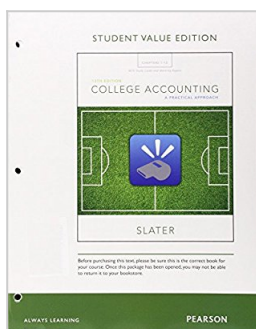 STUDENT VALUE EDITION
COLLEGE ACCOUNTING
A PRACTICAL APPROACH
SLATER
Before purchasing this text, please be sure this is the correct book for
your course. Once this package has been opened, you may not be able
to return it to your bookstore.
ALWAYS LEARNING
PEARSON